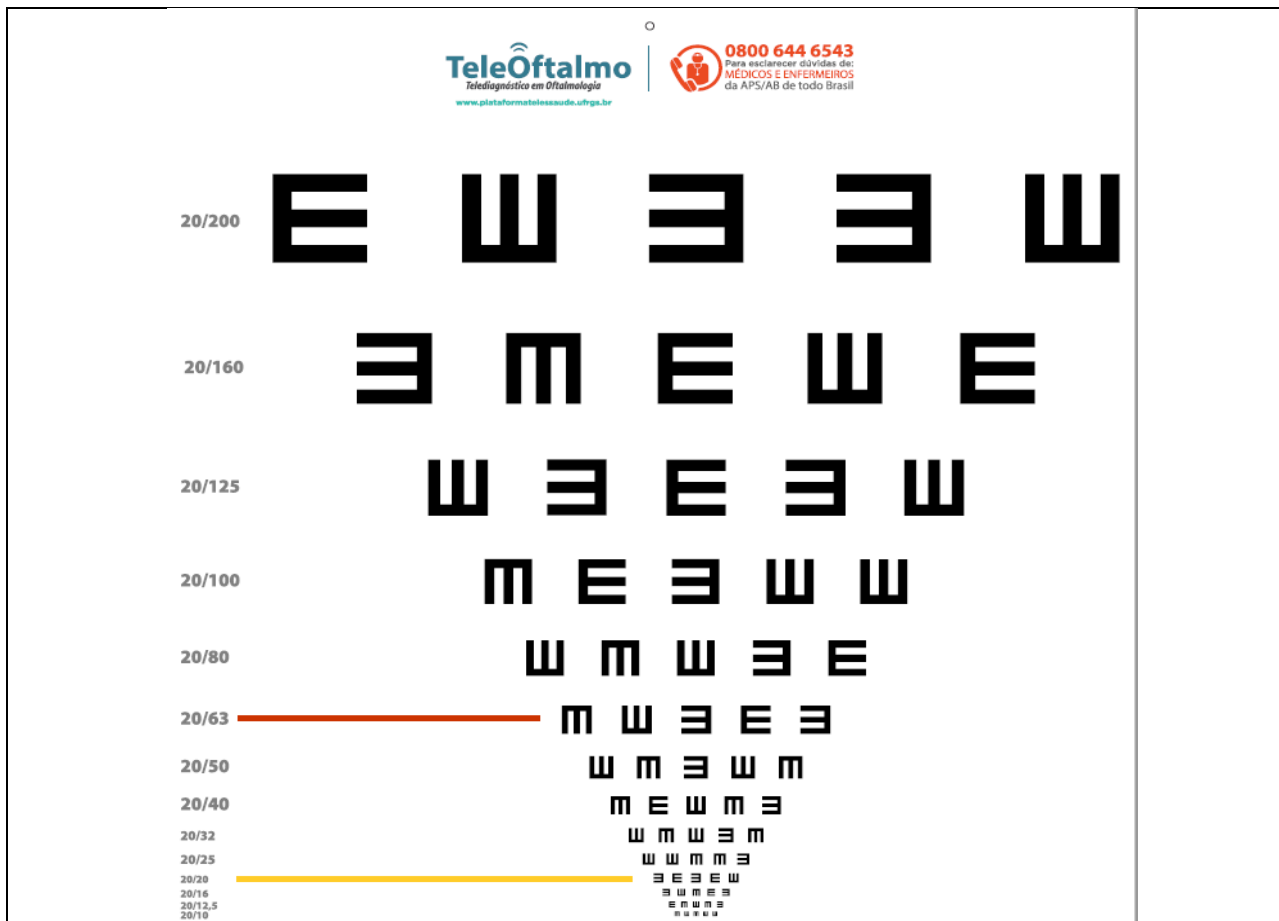 TeleOftalmo
Telediagnóstico em Oftalmologia
www.plataformatelessaude.ufrgs.br
0800 644 6543
Para esclarecer dúvidas de:
MÉDICOS E ENFERMEIROS
da APS/AB de todo Brasil
20/200
20/160
20/125
20/100
20/80
20/63
20/50
20/40
20/32
20/25
20/20
20/16
20/12,5
20/10